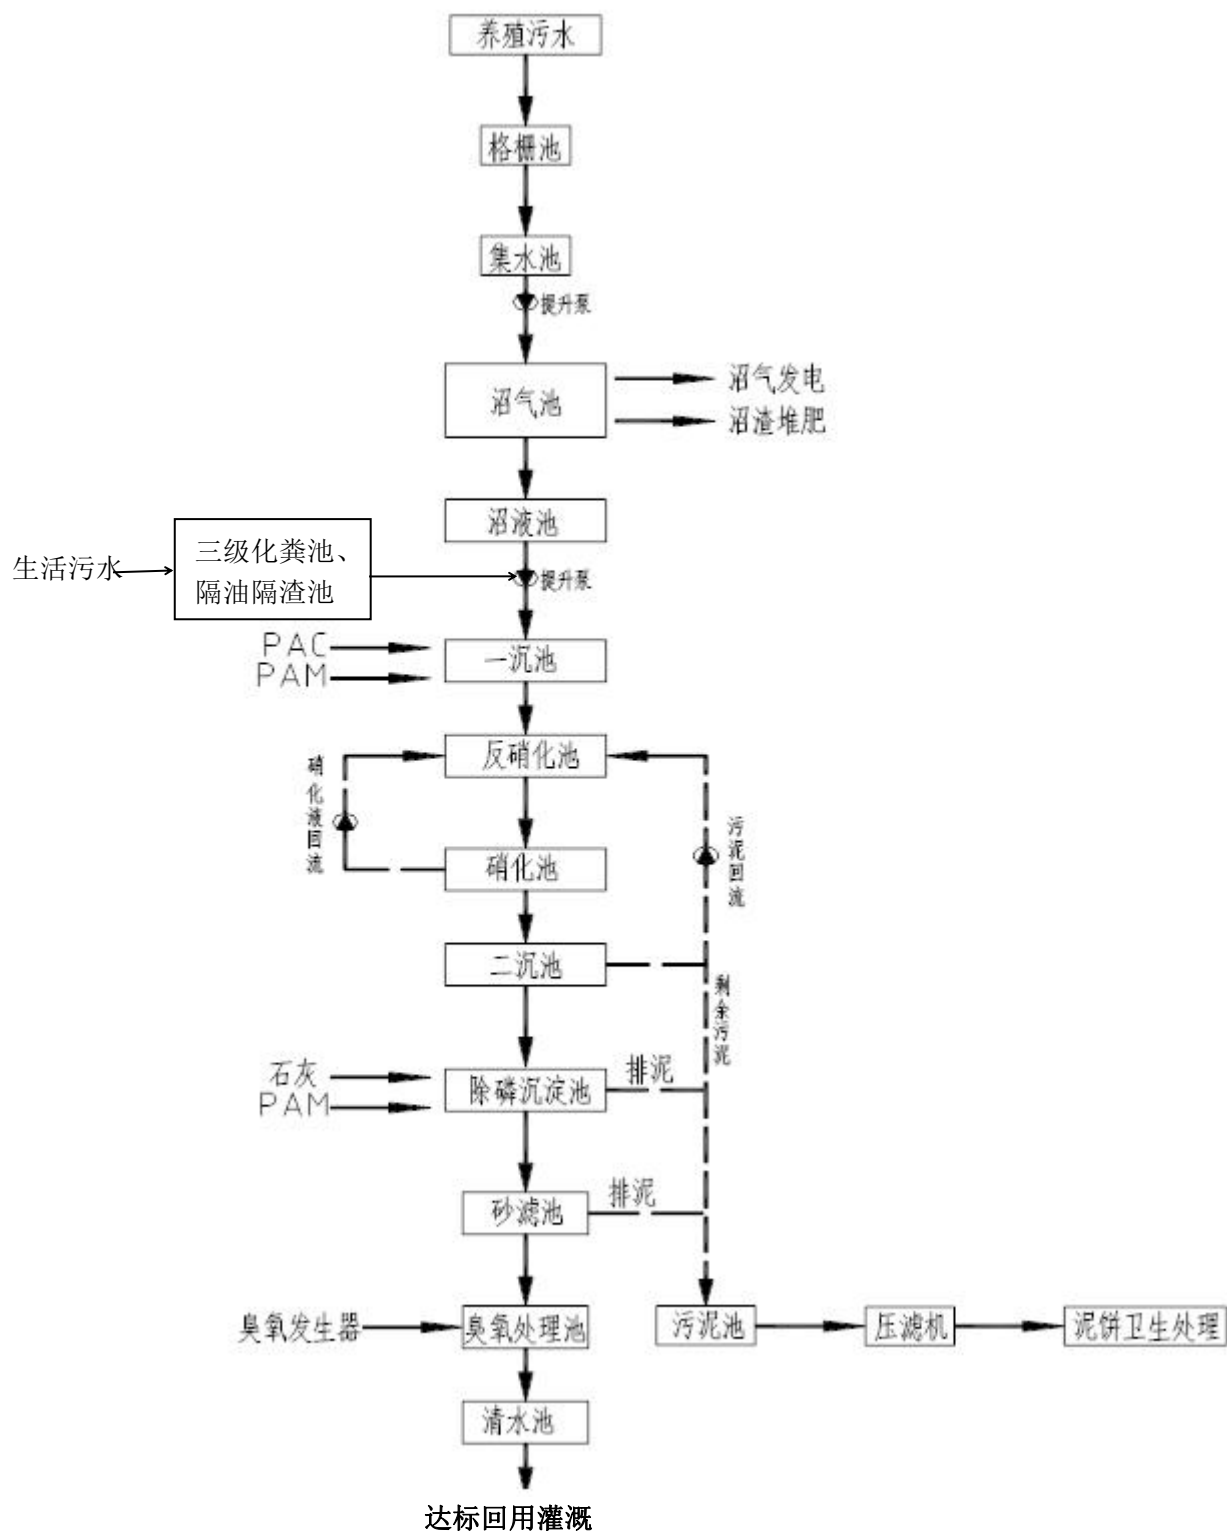 养殖污水
格栅池
集水池
提升泵
沼气池
沼气发电
沼渣堆肥
沼液池
生活污水
三级化粪池、
隔油隔渣池
提升泵
PAC
PAM
一沉池
反硝化池
硝化液回流
污泥回流
硝化池
二沉池
剩余污泥
石灰
PAM
除磷沉淀池
排泥
砂滤池
排泥
臭氧发生器
臭氧处理池
污泥池
压滤机
泥饼卫生处理
清水池
达标回用灌溉